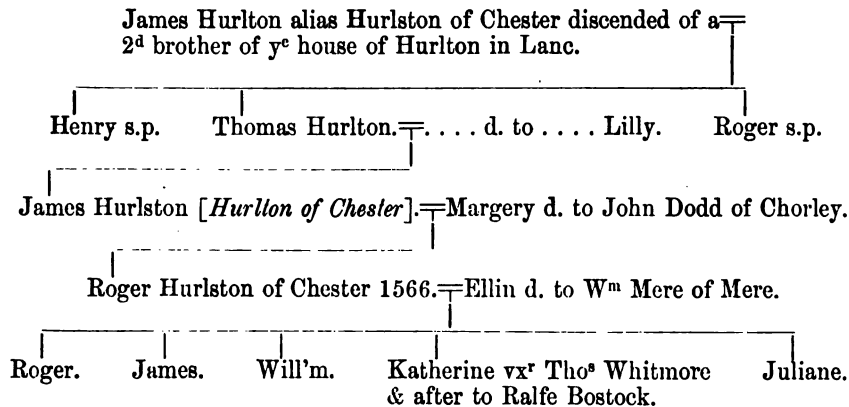 James Hurlton alias Hurlston of Chester discended of a
2ᵈ brother of yᵉ house of Hurlton in Lanc.
Henry s.p. Thomas Hurlton. . . . . d. to . . . . Lilly. Roger s.p.
James Hurlston [Hurlton of Chester]. Margery d. to John Dodd of Chorley.
Roger Hurlston of Chester 1566. Ellin d. to Wᵐ Mere of Mere.
Roger. James. Will'm. Katherine vxʳ Thoˢ Whitmore Juliane.
& after to Ralfe Bostock.